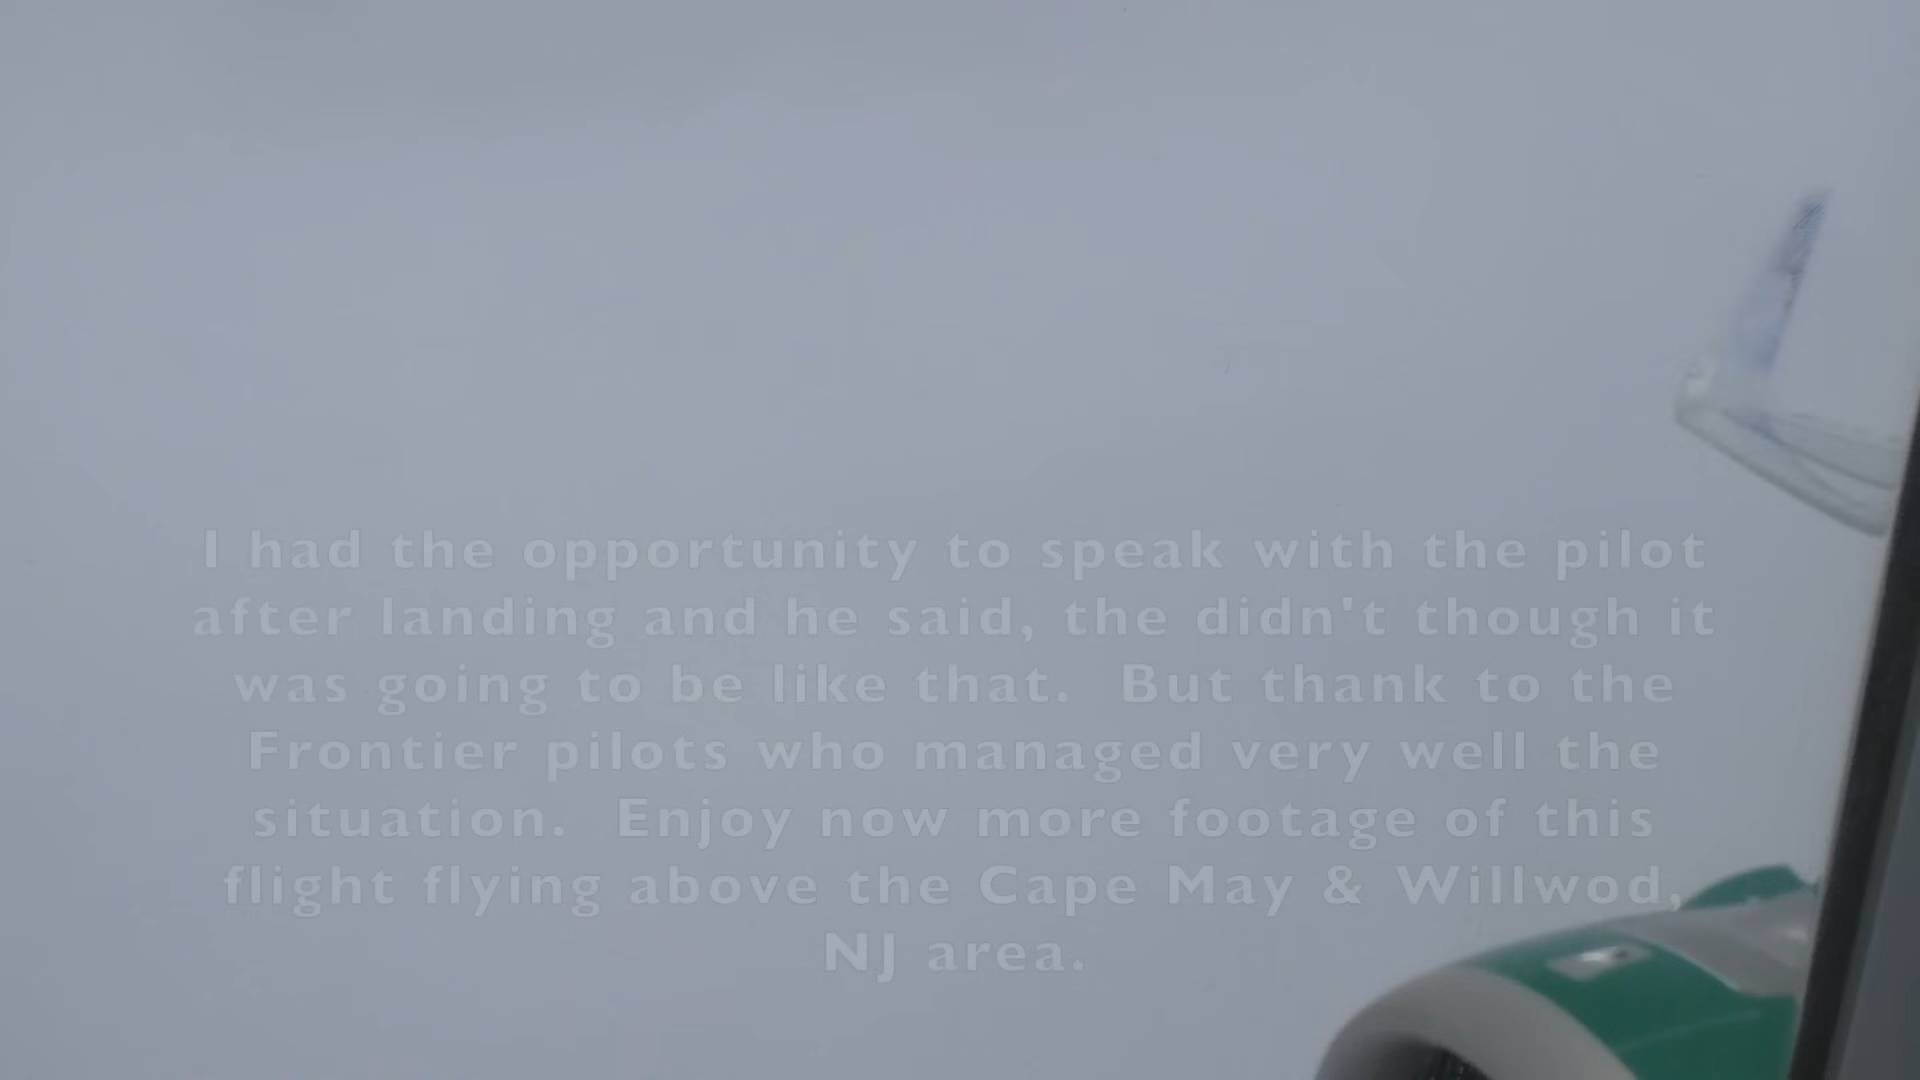 I had the opportunity to speak with the pilot
after landing and he said, the didn't though it
was going to be like that.  But thank to the
Frontier pilots who managed very well the
situation.  Enjoy now more footage of this
flight flying above the Cape May & Willwod,
NJ area.